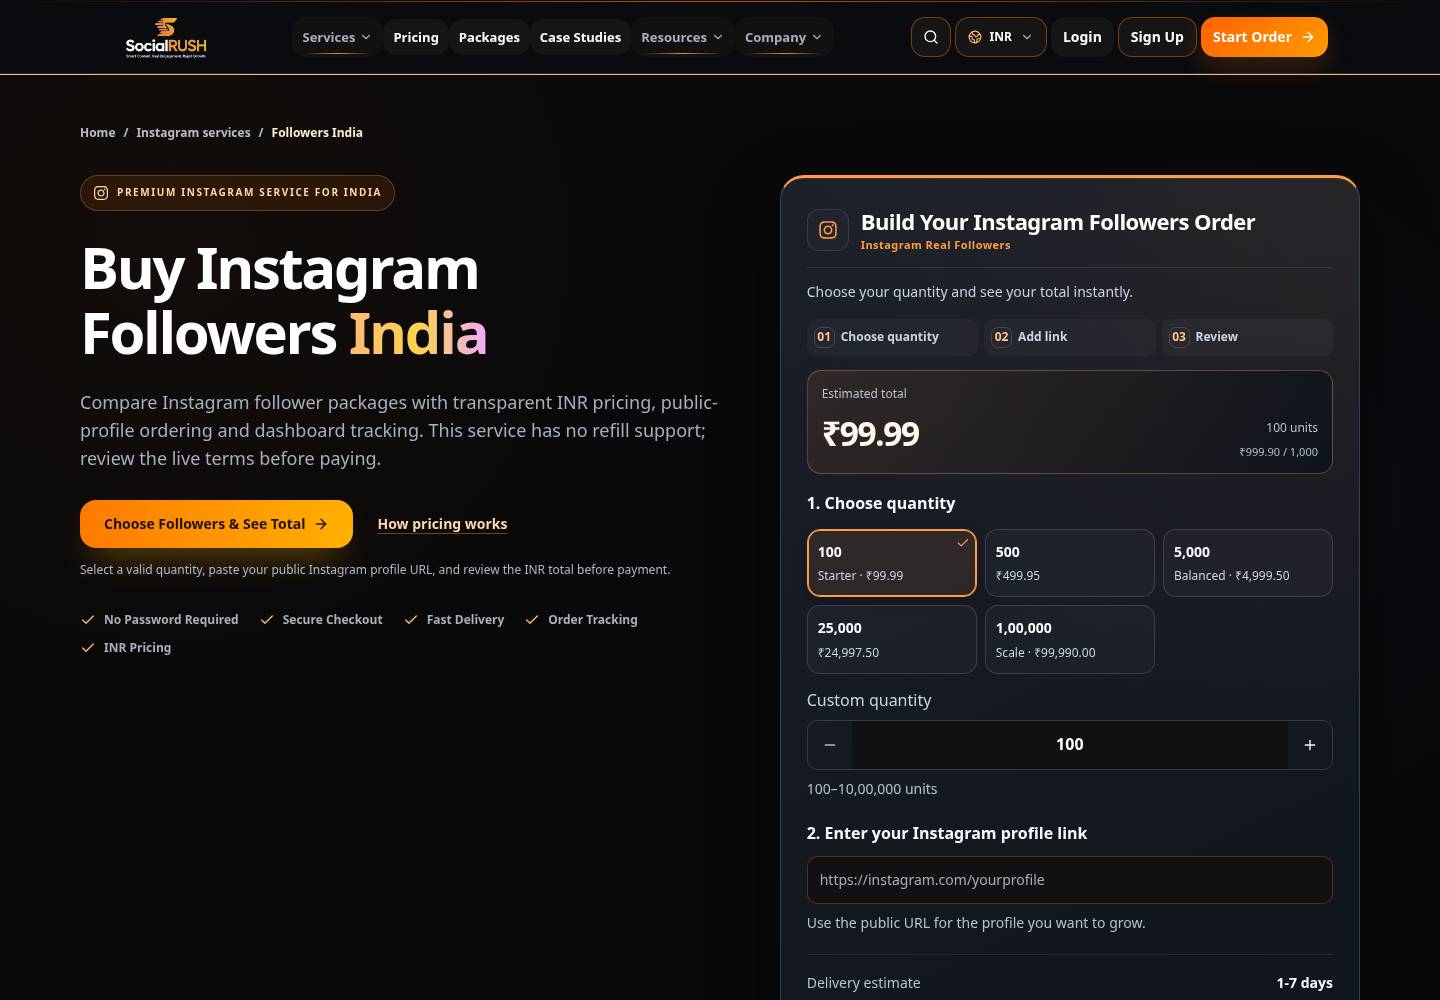 SocialRUSH
Smart Content. Real Engagement. Rapid Growth.
Services
Pricing
Packages
Case Studies
Resources
Company
INR
Login
Sign Up
Start Order
Home / Instagram services / Followers India
PREMIUM INSTAGRAM SERVICE FOR INDIA
Buy Instagram
Followers India
Compare Instagram follower packages with transparent INR pricing, public-
profile ordering and dashboard tracking. This service has no refill support;
review the live terms before paying.
Choose Followers & See Total
How pricing works
Select a valid quantity, paste your public Instagram profile URL, and review the INR total before payment.
No Password Required
Secure Checkout
Fast Delivery
Order Tracking
INR Pricing
Build Your Instagram Followers Order
Instagram Real Followers
Choose your quantity and see your total instantly.
01 Choose quantity
02 Add link
03 Review
Estimated total
₹99.99
100 units
₹999.90 / 1,000
1. Choose quantity
100
Starter · ₹99.99
500
₹499.95
5,000
Balanced · ₹4,999.50
25,000
₹24,997.50
1,00,000
Scale · ₹99,990.00
Custom quantity
− 100 +
100–10,00,000 units
2. Enter your Instagram profile link
https://instagram.com/yourprofile
Use the public URL for the profile you want to grow.
Delivery estimate
1-7 days